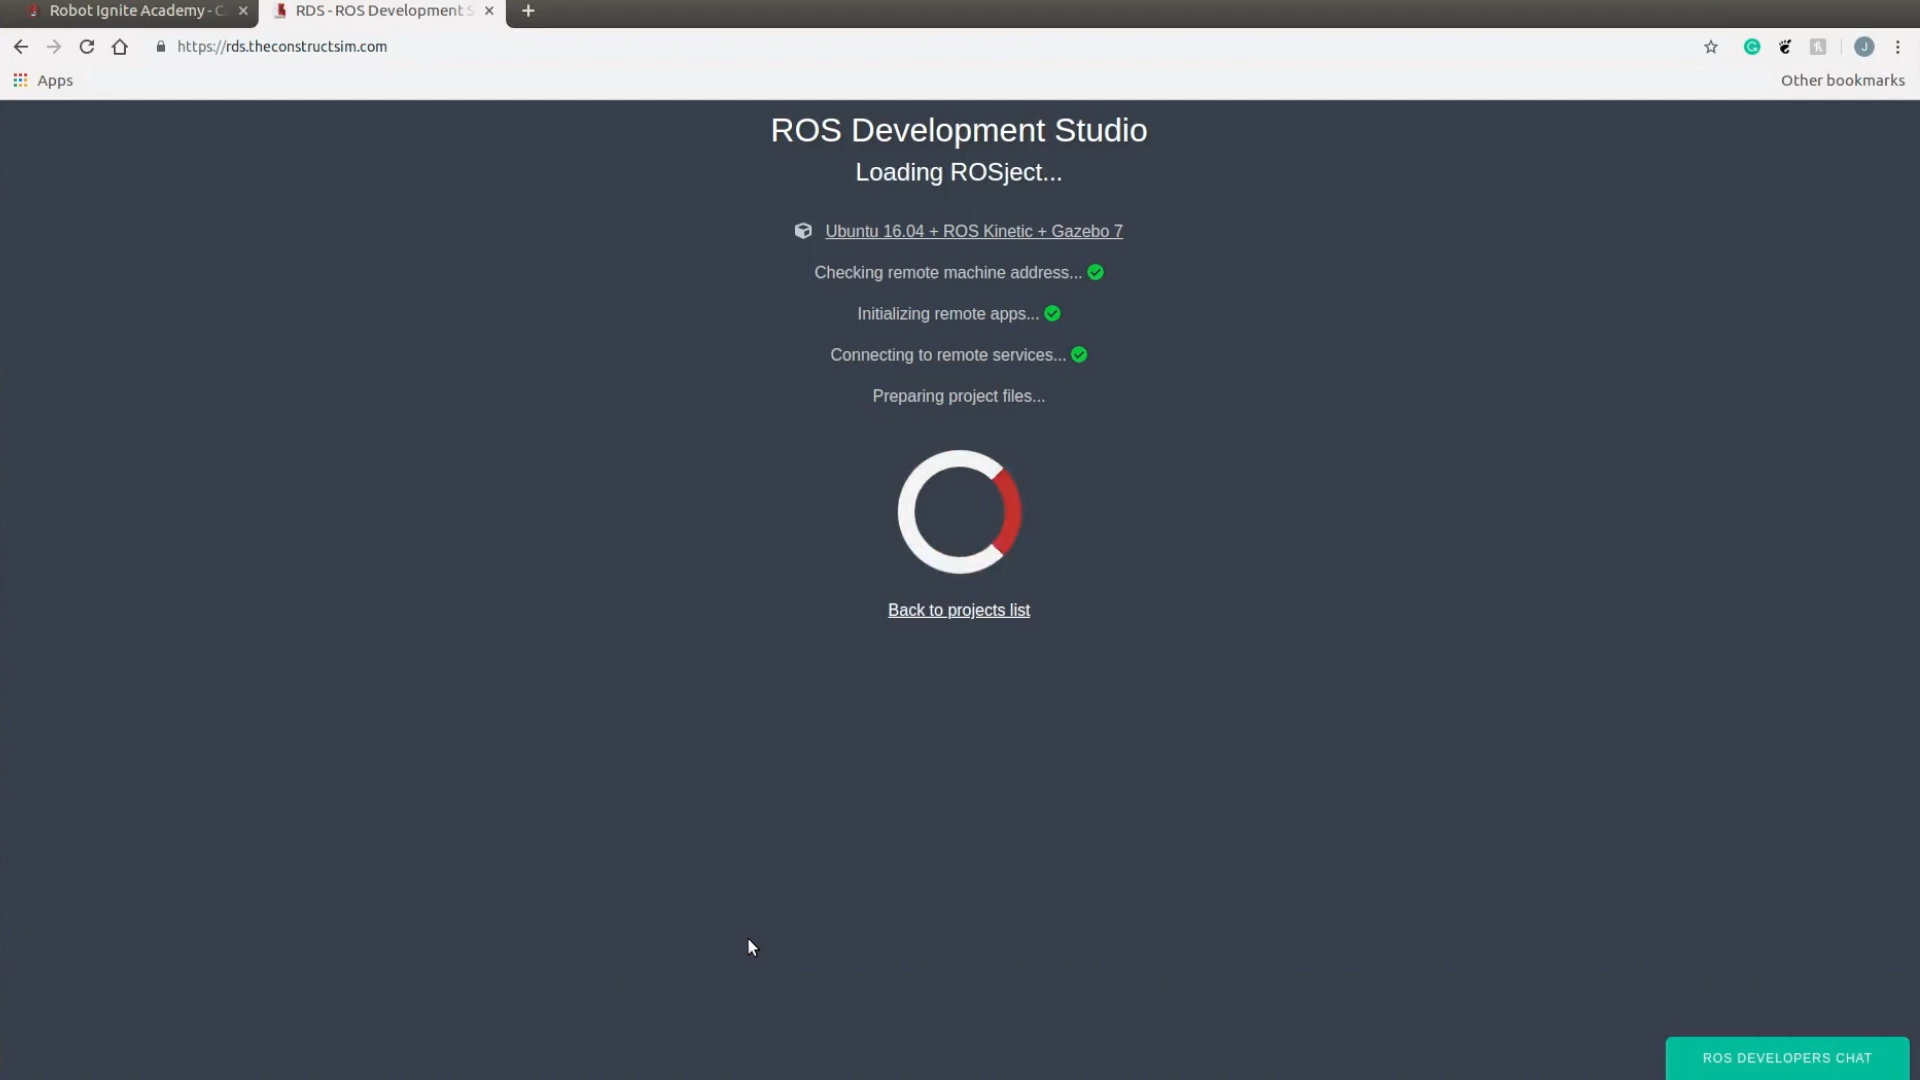 Robot Ignite Academy - C
RDS - ROS Development S
https://rds.theconstructsim.com
J
Apps
Other bookmarks
ROS Development Studio
Loading ROSject...
Ubuntu 16.04 + ROS Kinetic + Gazebo 7
Checking remote machine address...
Initializing remote apps...
Connecting to remote services...
Preparing project files...
Back to projects list
ROS DEVELOPERS CHAT